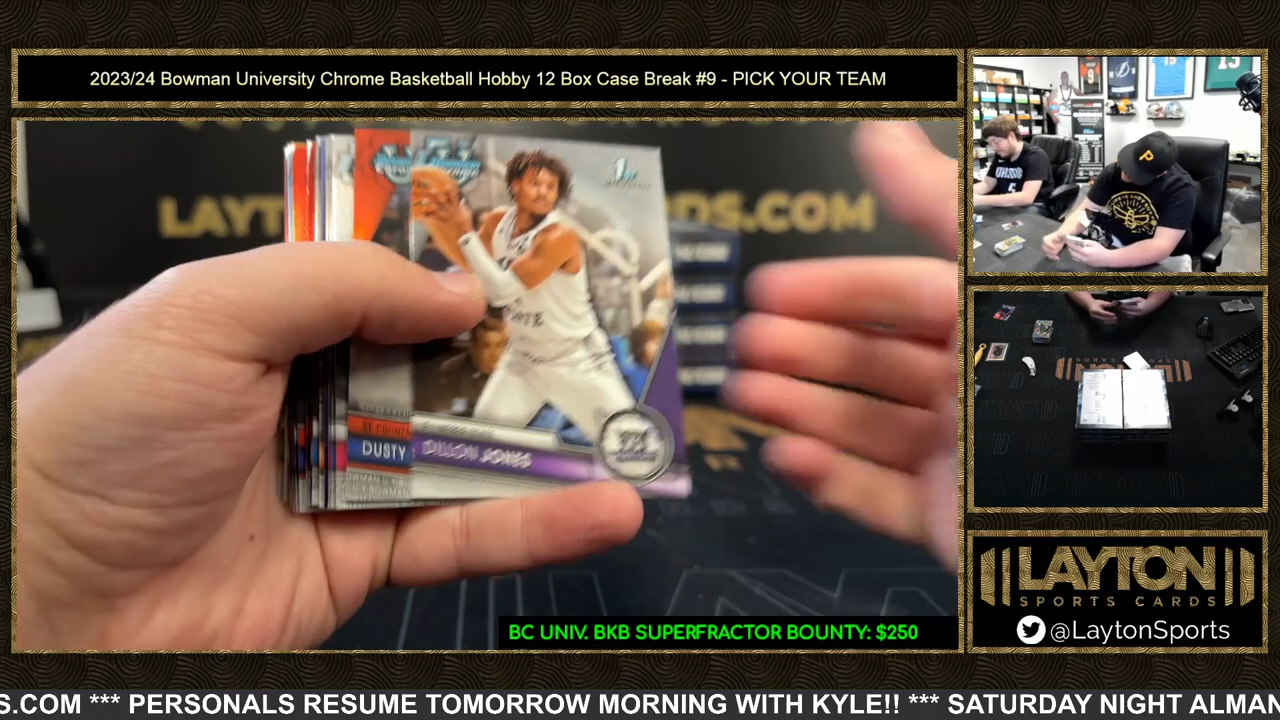 2023/24 Bowman University Chrome Basketball Hobby 12 Box Case Break #9 - PICK YOUR TEAM
1st
DUSTY
DILLON JONES
LAYTON
SPORTS CARDS
@LaytonSports
BC UNIV. BKB SUPERFRACTOR BOUNTY: $250
S.COM *** PERSONALS RESUME TOMORROW MORNING WITH KYLE!! *** SATURDAY NIGHT ALMAN